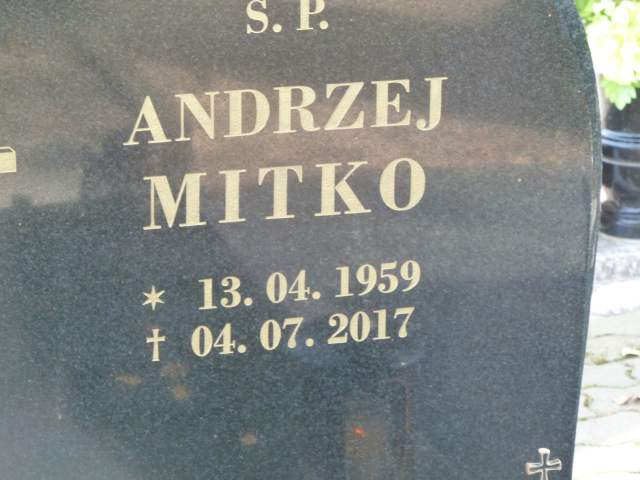 Ś. P.
ANDRZEJ
MITKO
* 13. 04. 1959
† 04. 07. 2017